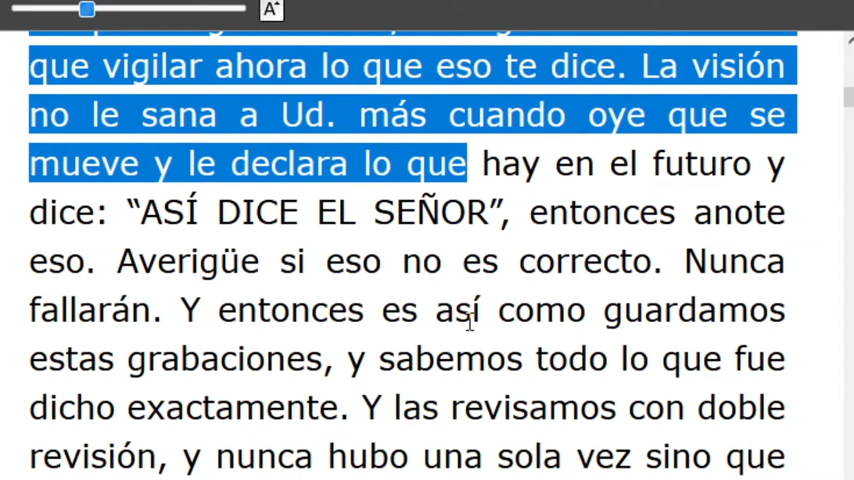 que vigilar ahora lo que eso te dice. La visión
no le sana a Ud. más cuando oye que se
mueve y le declara lo que hay en el futuro y
dice: “ASÍ DICE EL SEÑOR”, entonces anote
eso. Averigüe si eso no es correcto. Nunca
fallarán. Y entonces es así como guardamos
estas grabaciones, y sabemos todo lo que fue
dicho exactamente. Y las revisamos con doble
revisión, y nunca hubo una sola vez sino que